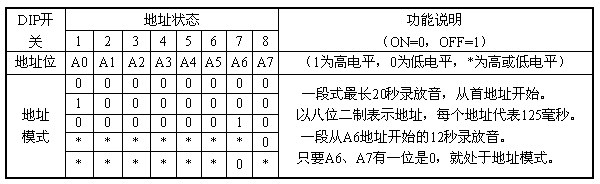 DIP开关 地址状态 功能说明
1 2 3 4 5 6 7 8 (ON=0, OFF=1)
地址位 A0 A1 A2 A3 A4 A5 A6 A7 (1为高电平, 0为低电平, *为高或低电平)
地址模式
0 0 0 0 0 0 0 0 一段式最长20秒录放音, 从首地址开始。
1 0 0 0 0 0 0 0 以八位二制表示地址, 每个地址代表125毫秒。
0 0 0 0 0 0 1 0 一段从A6地址开始的12秒录放音。
* * * * * * * 0 只要A6、A7有一位是0, 就处于地址模式。
* * * * * * 0 *